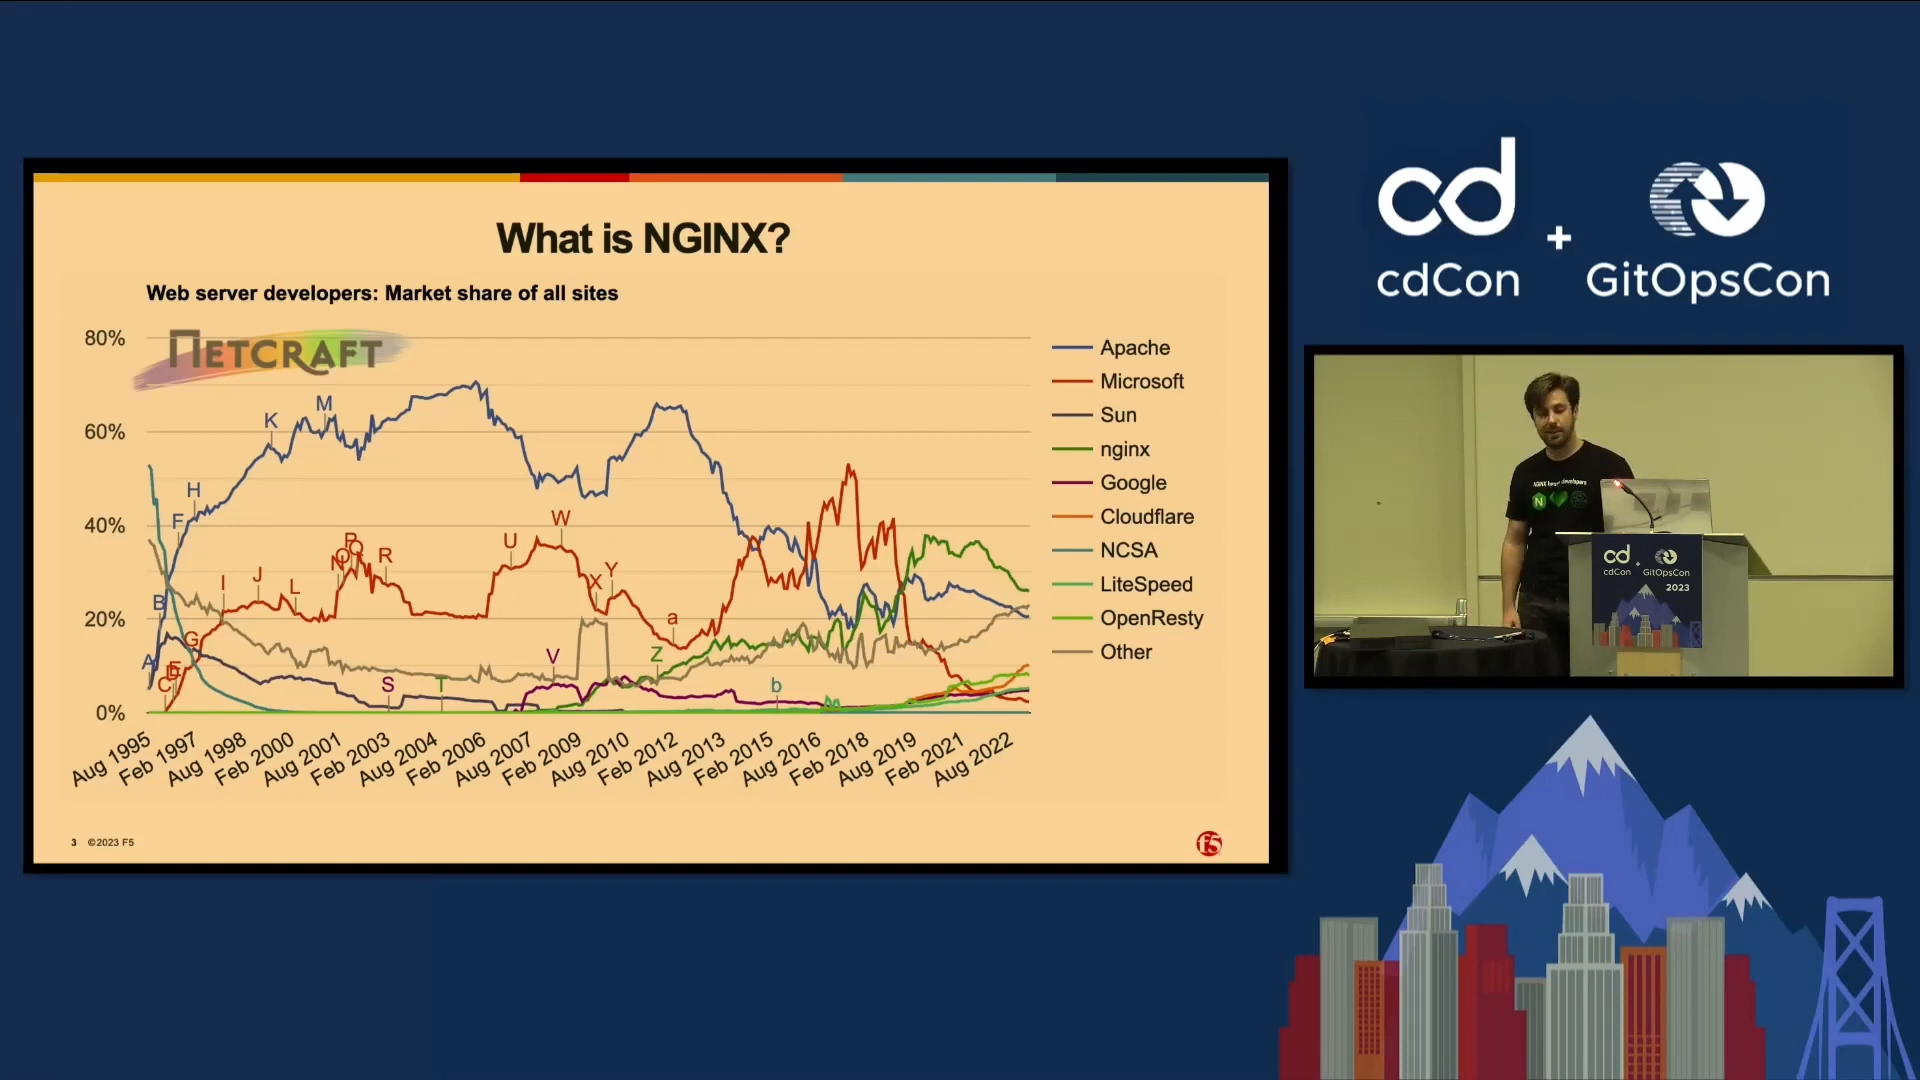 What is NGINX?
Web server developers: Market share of all sites
NETCRAFT
80%
60%
40%
20%
0%
A
B
C
D
E
F
G
H
I
J
K
L
M
N
O
P
Q
R
S
T
U
V
W
X
Y
Z
a
b
Aug 1995
Feb 1997
Aug 1998
Feb 2000
Aug 2001
Feb 2003
Aug 2004
Feb 2006
Aug 2007
Feb 2009
Aug 2010
Feb 2012
Aug 2013
Feb 2015
Aug 2016
Feb 2018
Aug 2019
Feb 2021
Aug 2022
Apache
Microsoft
Sun
nginx
Google
Cloudflare
NCSA
LiteSpeed
OpenResty
Other
3 ©2023 F5
f5
cd + 
cdCon GitOpsCon
NGINX developers
N
cd
cdCon + GitOpsCon
2023